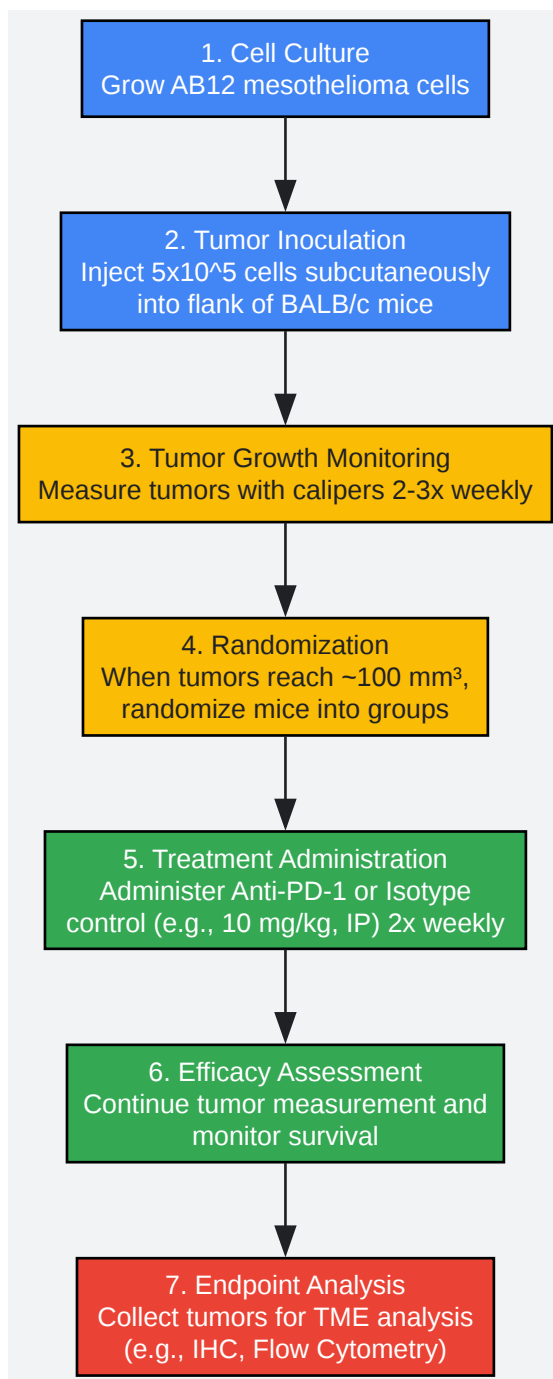 1. Cell Culture
Grow AB12 mesothelioma cells
2. Tumor Inoculation
Inject 5x10^5 cells subcutaneously
into flank of BALB/c mice
3. Tumor Growth Monitoring
Measure tumors with calipers 2-3x weekly
4. Randomization
When tumors reach ~100 mm³,
randomize mice into groups
5. Treatment Administration
Administer Anti-PD-1 or Isotype
control (e.g., 10 mg/kg, IP) 2x weekly
6. Efficacy Assessment
Continue tumor measurement and
monitor survival
7. Endpoint Analysis
Collect tumors for TME analysis
(e.g., IHC, Flow Cytometry)